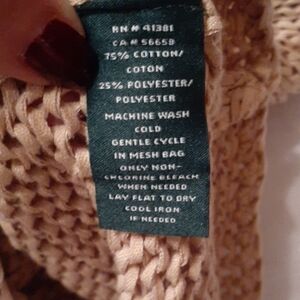 RN # 41381
CA # 56659
75% COTTON/
COTON
25% POLYESTER/
POLYESTER
MACHINE WASH
COLD
GENTLE CYCLE
IN MESH BAG
ONLY NON-
CHLORINE BLEACH
WHEN NEEDED
LAY FLAT TO DRY
COOL IRON
IF NEEDED